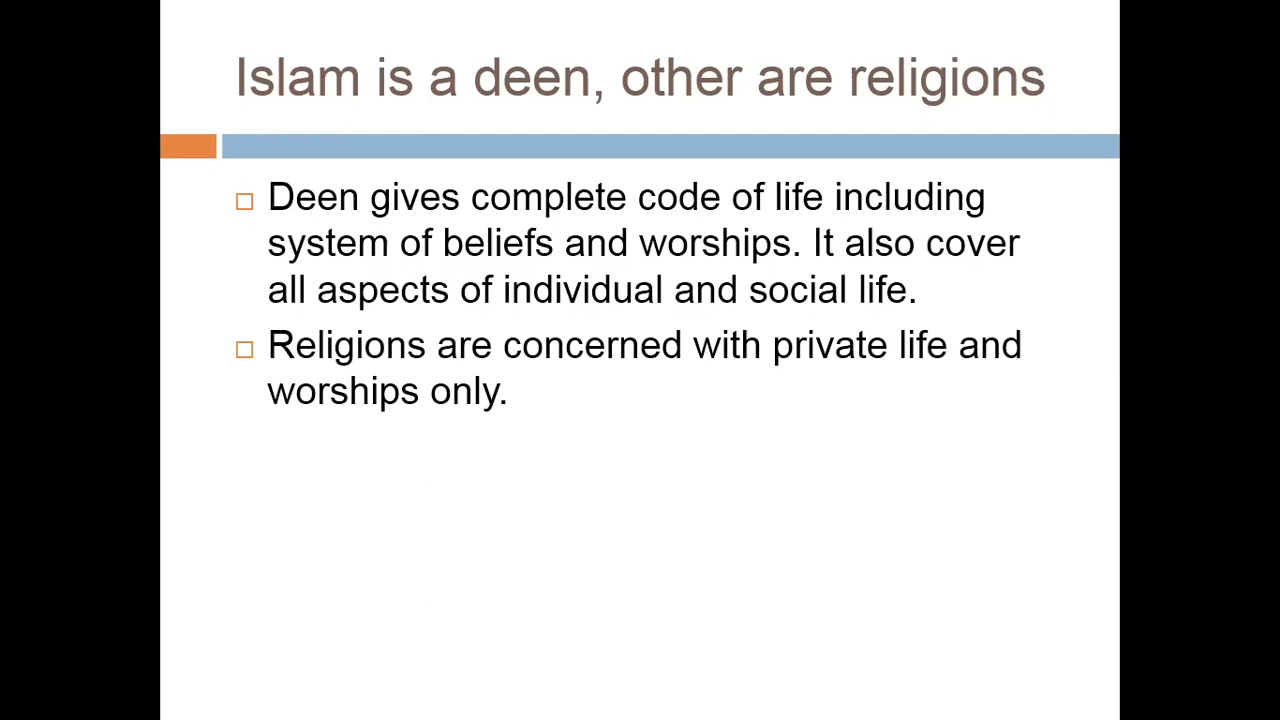 Islam is a deen, other are religions
Deen gives complete code of life including
system of beliefs and worships. It also cover
all aspects of individual and social life.
Religions are concerned with private life and
worships only.